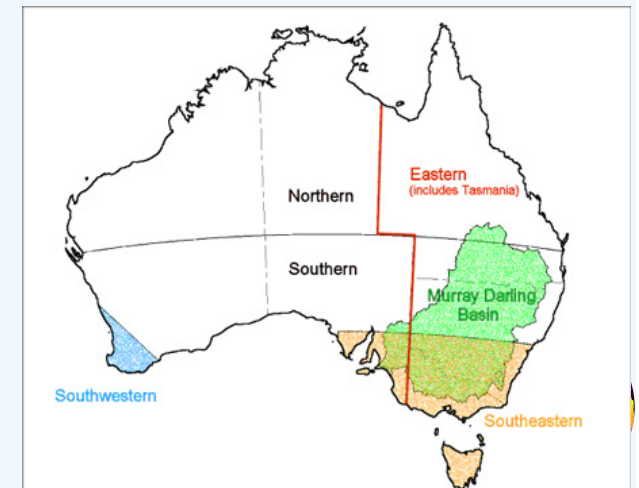 Eastern
(includes Tasmania)
Northern
Southern
Murray Darling
Basin
Southwestern
Southeastern